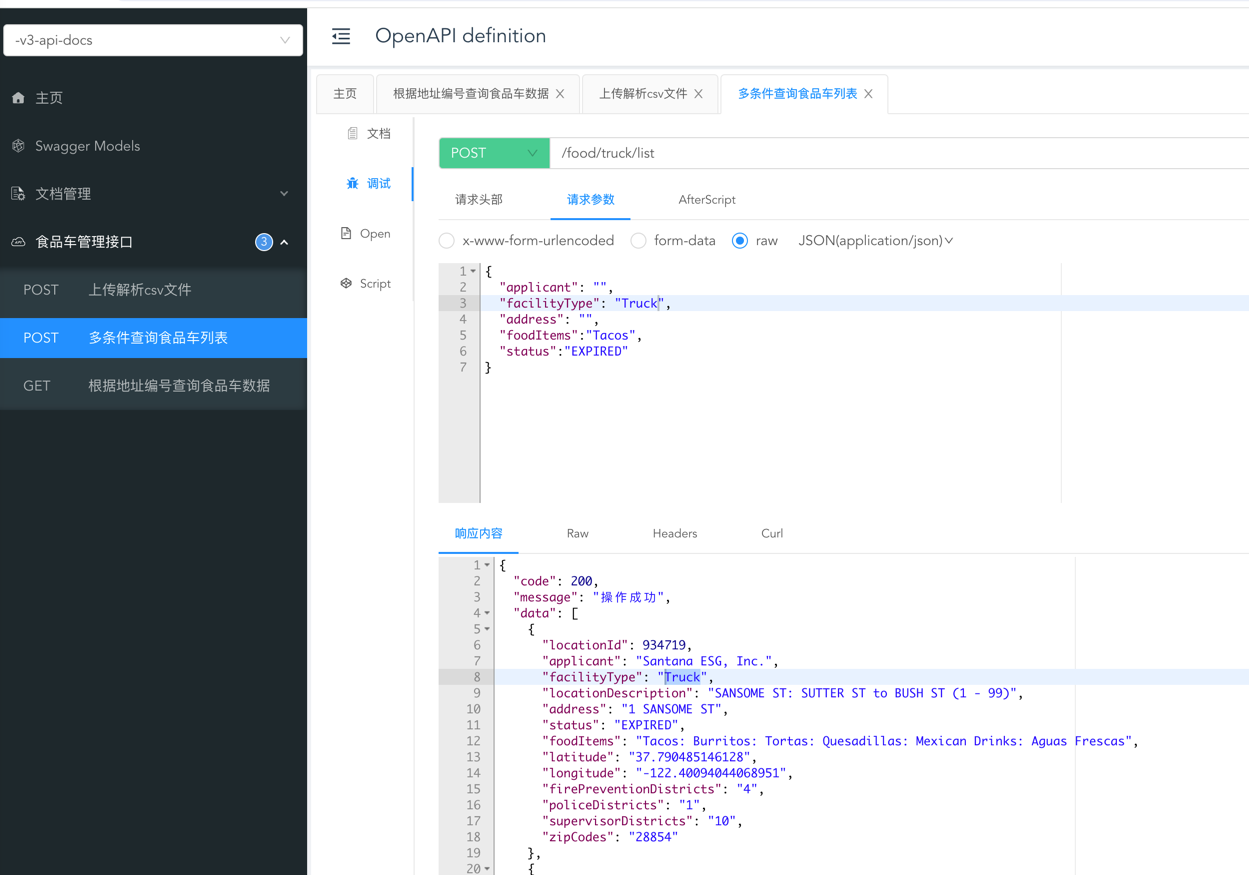 -v3-api-docs
OpenAPI definition
主页
Swagger Models
文档管理
食品车管理接口 3
POST 上传解析csv文件
POST 多条件查询食品车列表
GET 根据地址编号查询食品车数据
主页 根据地址编号查询食品车数据 上传解析csv文件 多条件查询食品车列表
文档
调试
Open
Script
POST /food/truck/list
请求头部 请求参数 AfterScript
x-www-form-urlencoded form-data raw JSON(application/json)
1 {
2 "applicant": "",
3 "facilityType": "Truck",
4 "address": "",
5 "foodItems":"Tacos",
6 "status":"EXPIRED"
7 }
响应内容 Raw Headers Curl
1 {
2 "code": 200,
3 "message": "操作成功",
4 "data": [
5 {
6 "locationId": 934719,
7 "applicant": "Santana ESG, Inc.",
8 "facilityType": "Truck",
9 "locationDescription": "SANSOME ST: SUTTER ST to BUSH ST (1 - 99)",
10 "address": "1 SANSOME ST",
11 "status": "EXPIRED",
12 "foodItems": "Tacos: Burritos: Tortas: Quesadillas: Mexican Drinks: Aguas Frescas",
13 "latitude": "37.790485146128",
14 "longitude": "-122.40094044068951",
15 "firePreventionDistricts": "4",
16 "policeDistricts": "1",
17 "supervisorDistricts": "10",
18 "zipCodes": "28854"
19 },
20 {